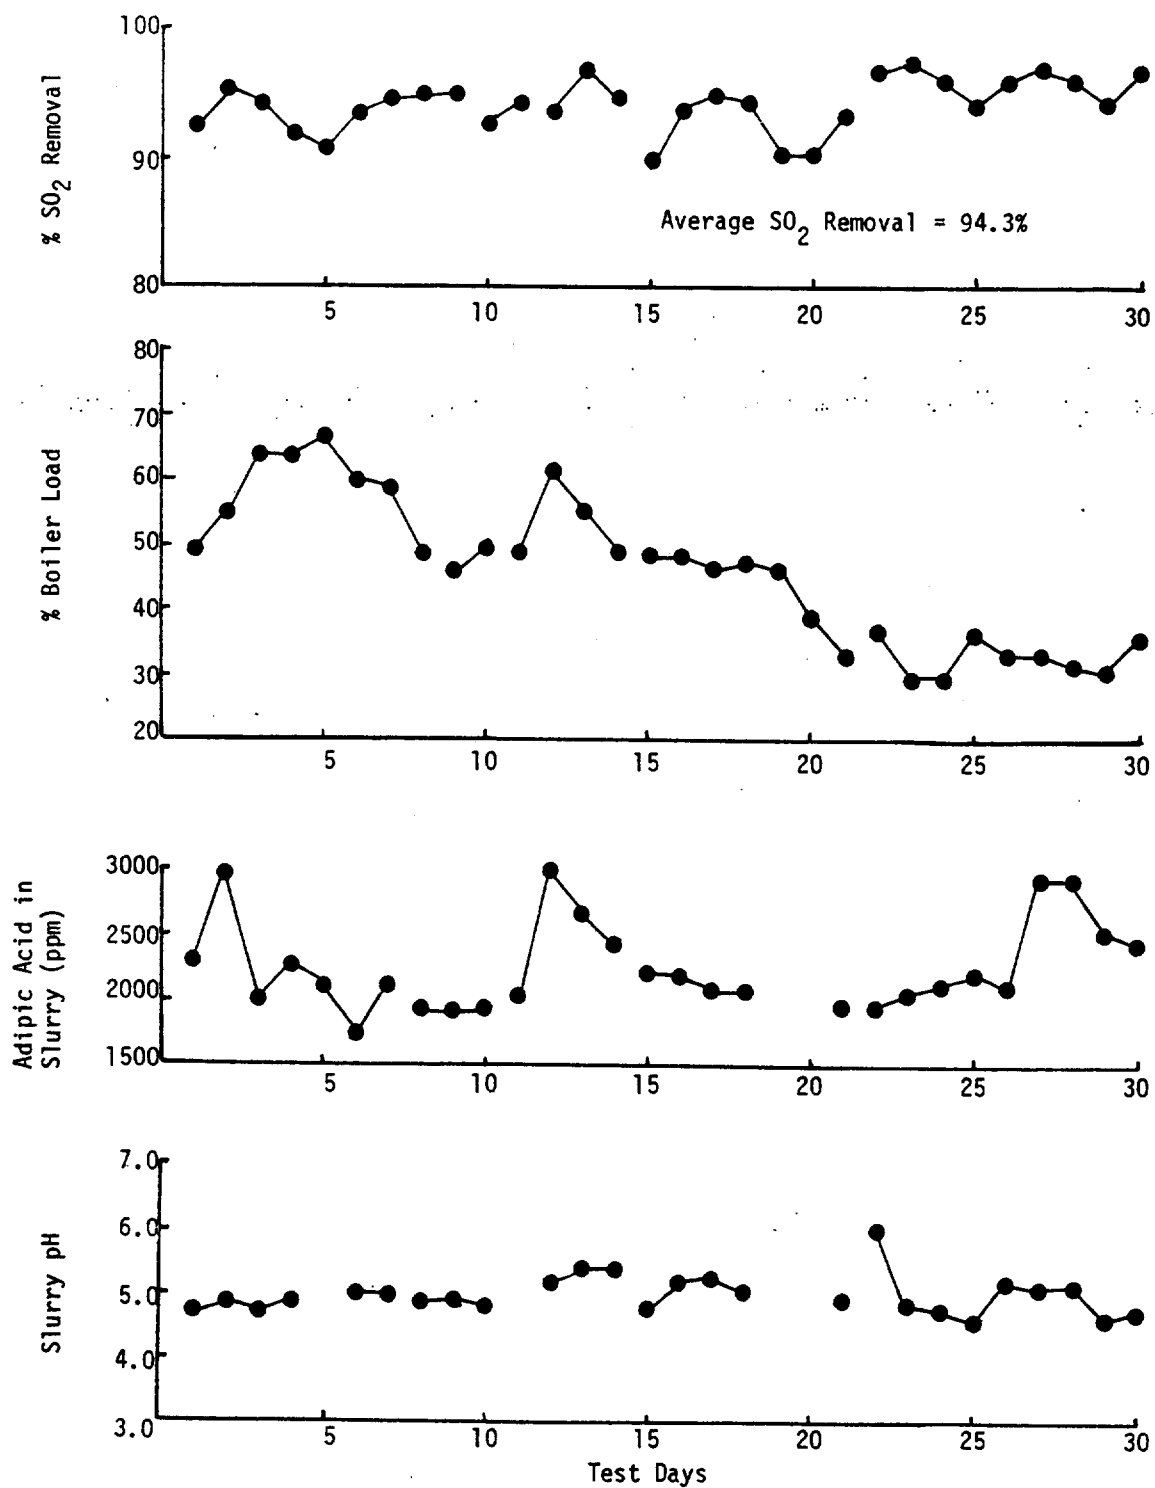 100
90
80
% SO2 Removal
Average SO2 Removal = 94.3%
5 10 15 20 25 30
80
70
60
50
40
30
20
% Boiler Load
5 10 15 20 25 30
3000
2500
2000
1500
Adipic Acid in
Slurry (ppm)
5 10 15 20 25 30
7.0
6.0
5.0
4.0
3.0
Slurry pH
5 10 15 20 25 30
Test Days